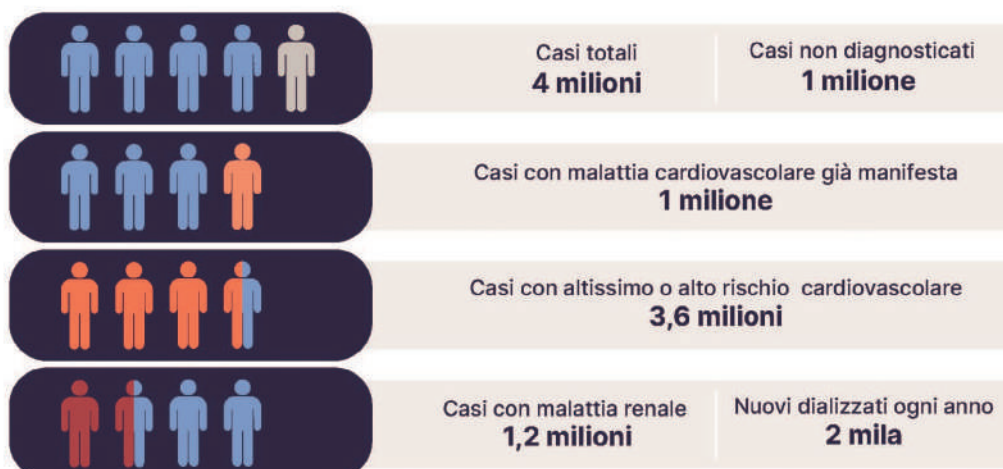 Casi totali
4 milioni
Casi non diagnosticati
1 milione
Casi con malattia cardiovascolare già manifesta
1 milione
Casi con altissimo o alto rischio cardiovascolare
3,6 milioni
Casi con malattia renale
1,2 milioni
Nuovi dializzati ogni anno
2 mila